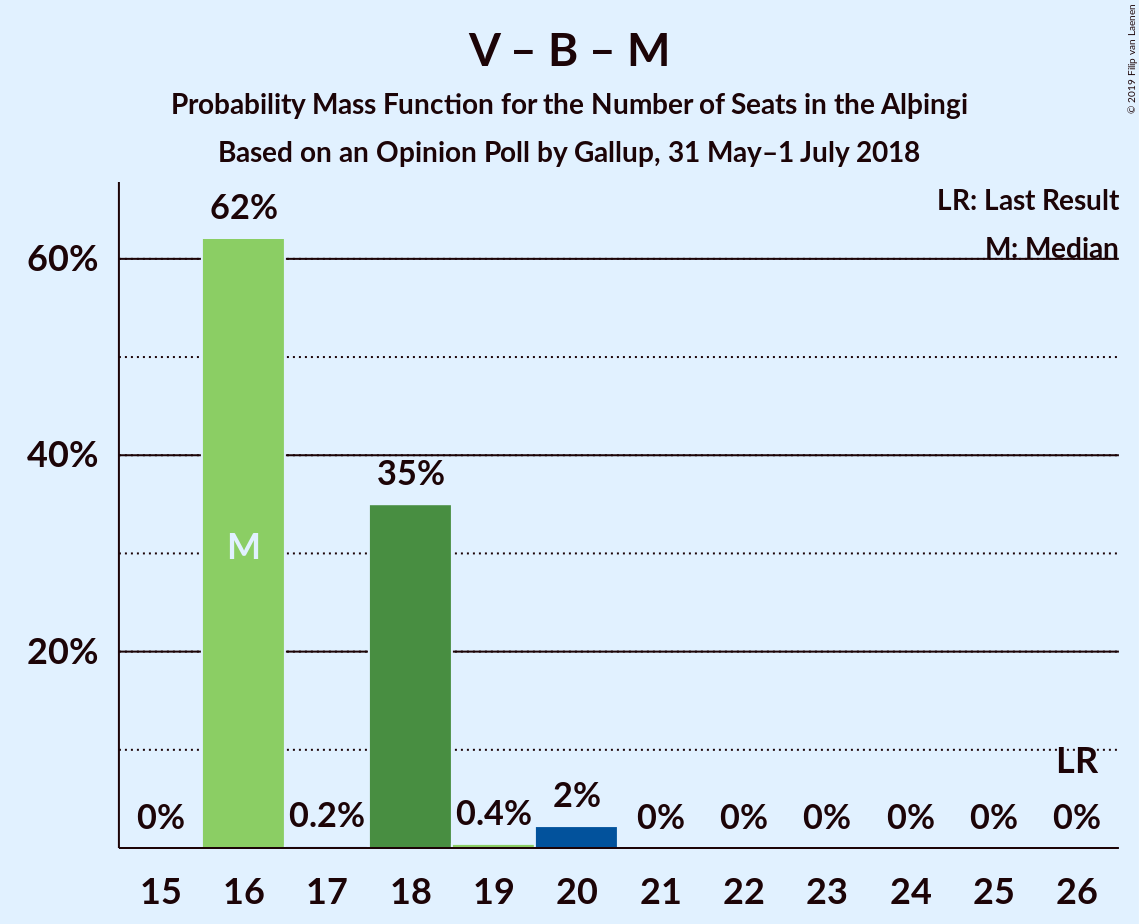 V – B – M
Probability Mass Function for the Number of Seats in the Alþingi
Based on an Opinion Poll by Gallup, 31 May–1 July 2018
© 2019 Filip van Laenen
LR: Last Result
M: Median
60%
40%
20%
62%
M
35%
LR
0%
0.2%
0.4%
2%
0%
0%
0%
0%
0%
0%
15 16 17 18 19 20 21 22 23 24 25 26